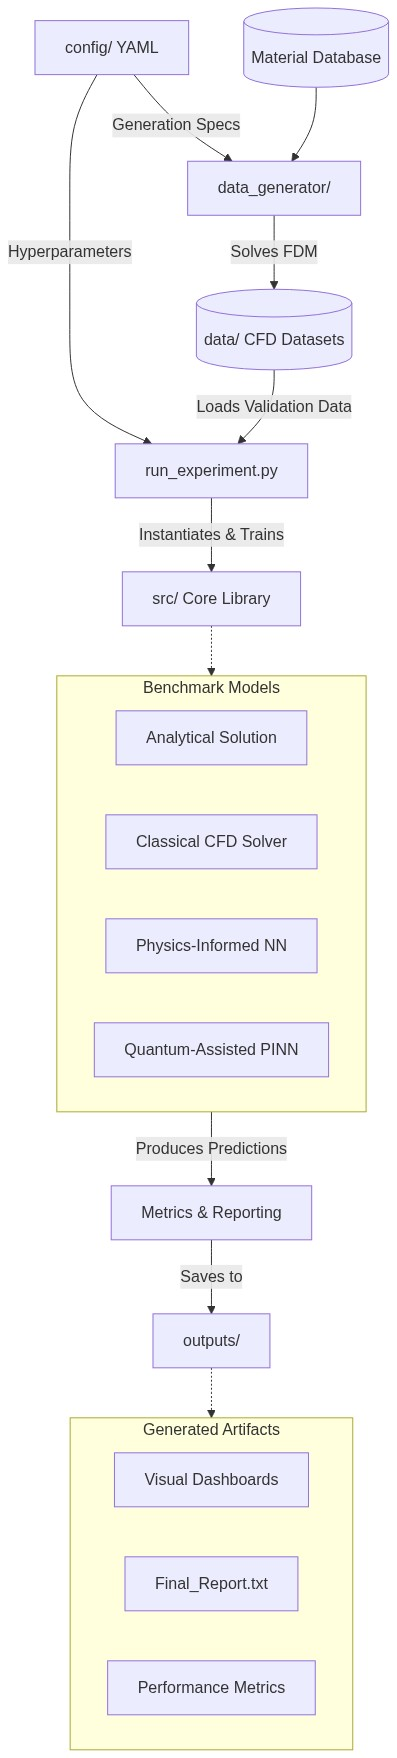 config/ YAML
Material Database
Generation Specs
data_generator/
Hyperparameters
Solves FDM
data/ CFD Datasets
Loads Validation Data
run_experiment.py
Instantiates & Trains
src/ Core Library
Benchmark Models
Analytical Solution
Classical CFD Solver
Physics-Informed NN
Quantum-Assisted PINN
Produces Predictions
Metrics & Reporting
Saves to
outputs/
Generated Artifacts
Visual Dashboards
Final_Report.txt
Performance Metrics